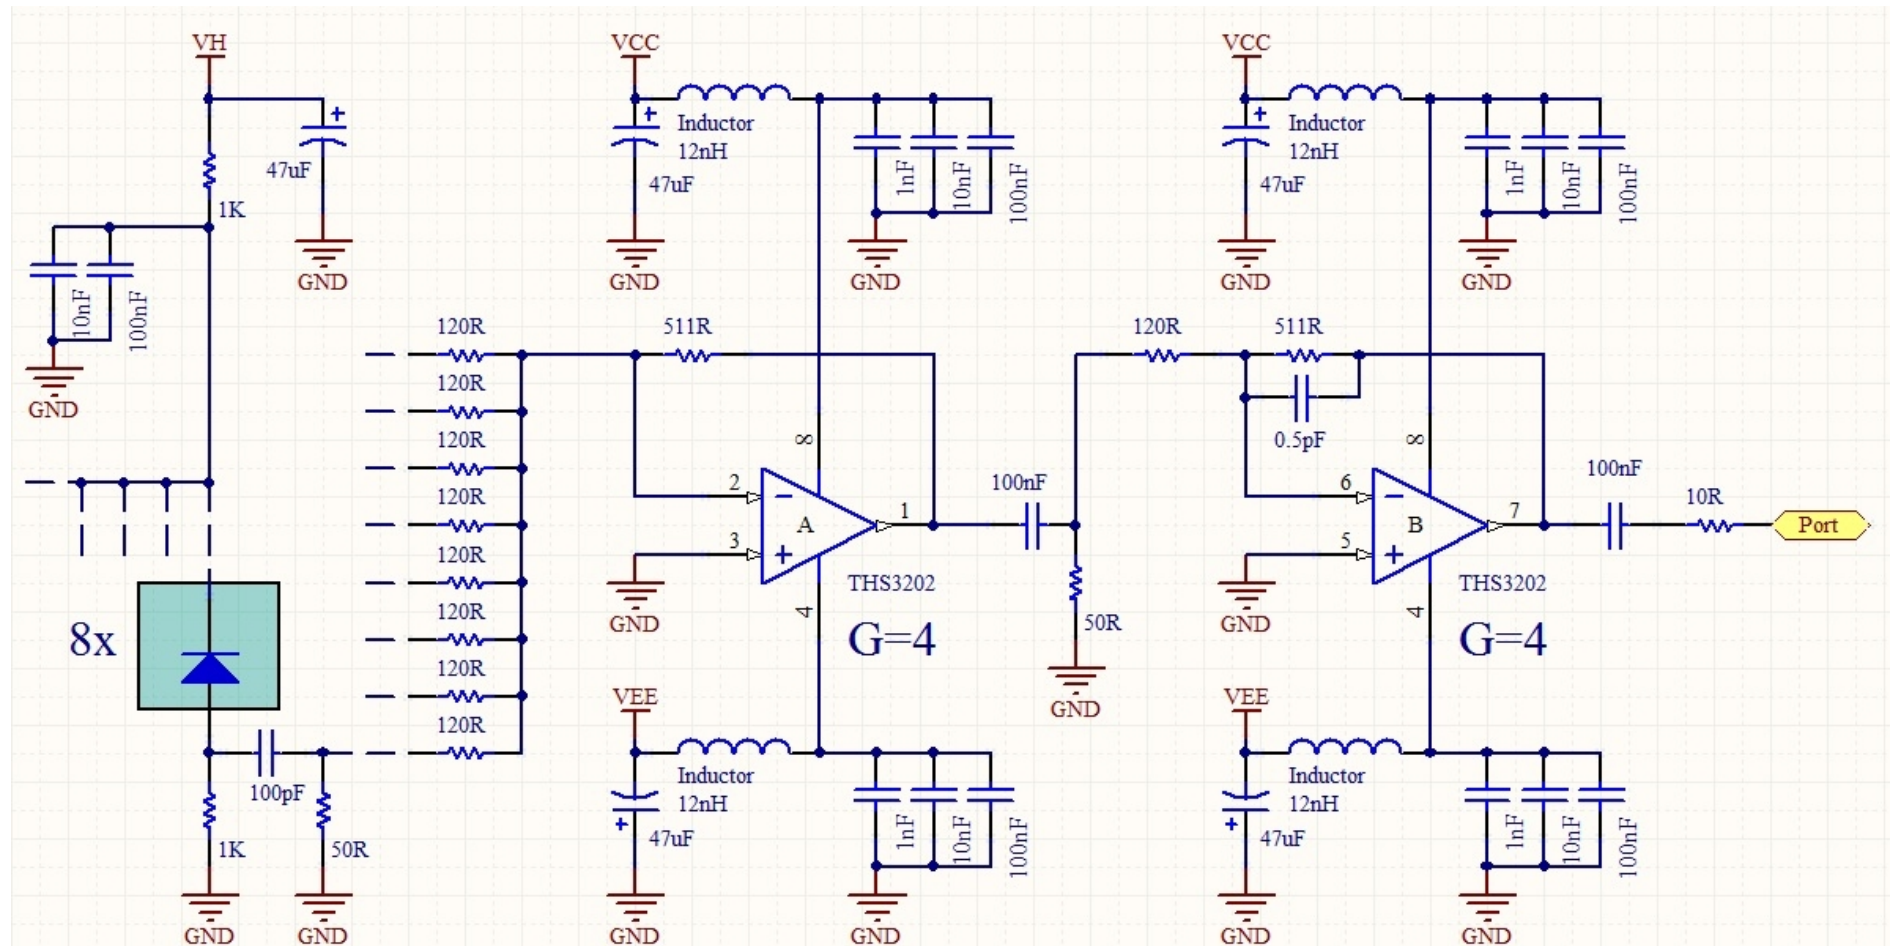 VH
VCC
VCC
Inductor
12nH
47uF
47uF
1K
1nF
10nF
100nF
Inductor
12nH
47uF
1nF
10nF
100nF
GND
GND
GND
GND
GND
10nF
100nF
GND
120R
511R
120R
511R
120R
120R
0.5pF
8
8
120R
2
3
A
1
100nF
6
5
B
7
100nF
10R
Port
120R
THS3202
THS3202
4
4
GND
50R
GND
G=4
G=4
8x
120R
120R
VEE
GND
VEE
120R
100pF
Inductor
12nH
47uF
1nF
10nF
100nF
Inductor
12nH
47uF
1nF
10nF
100nF
1K
50R
GND
GND
GND
GND
GND
GND